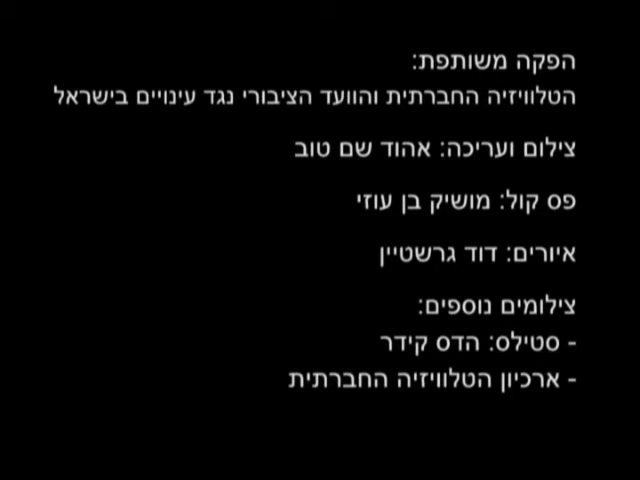 הפקה משותפת:
הטלוויזיה החברתית והוועד הציבורי נגד עינויים בישראל
צילום ועריכה: אהוד שם טוב
פס קול: מושיק בן עוזי
איורים: דוד גרשטיין
צילומים נוספים:
- סטילס: הדס קידר
- ארכיון הטלוויזיה החברתית